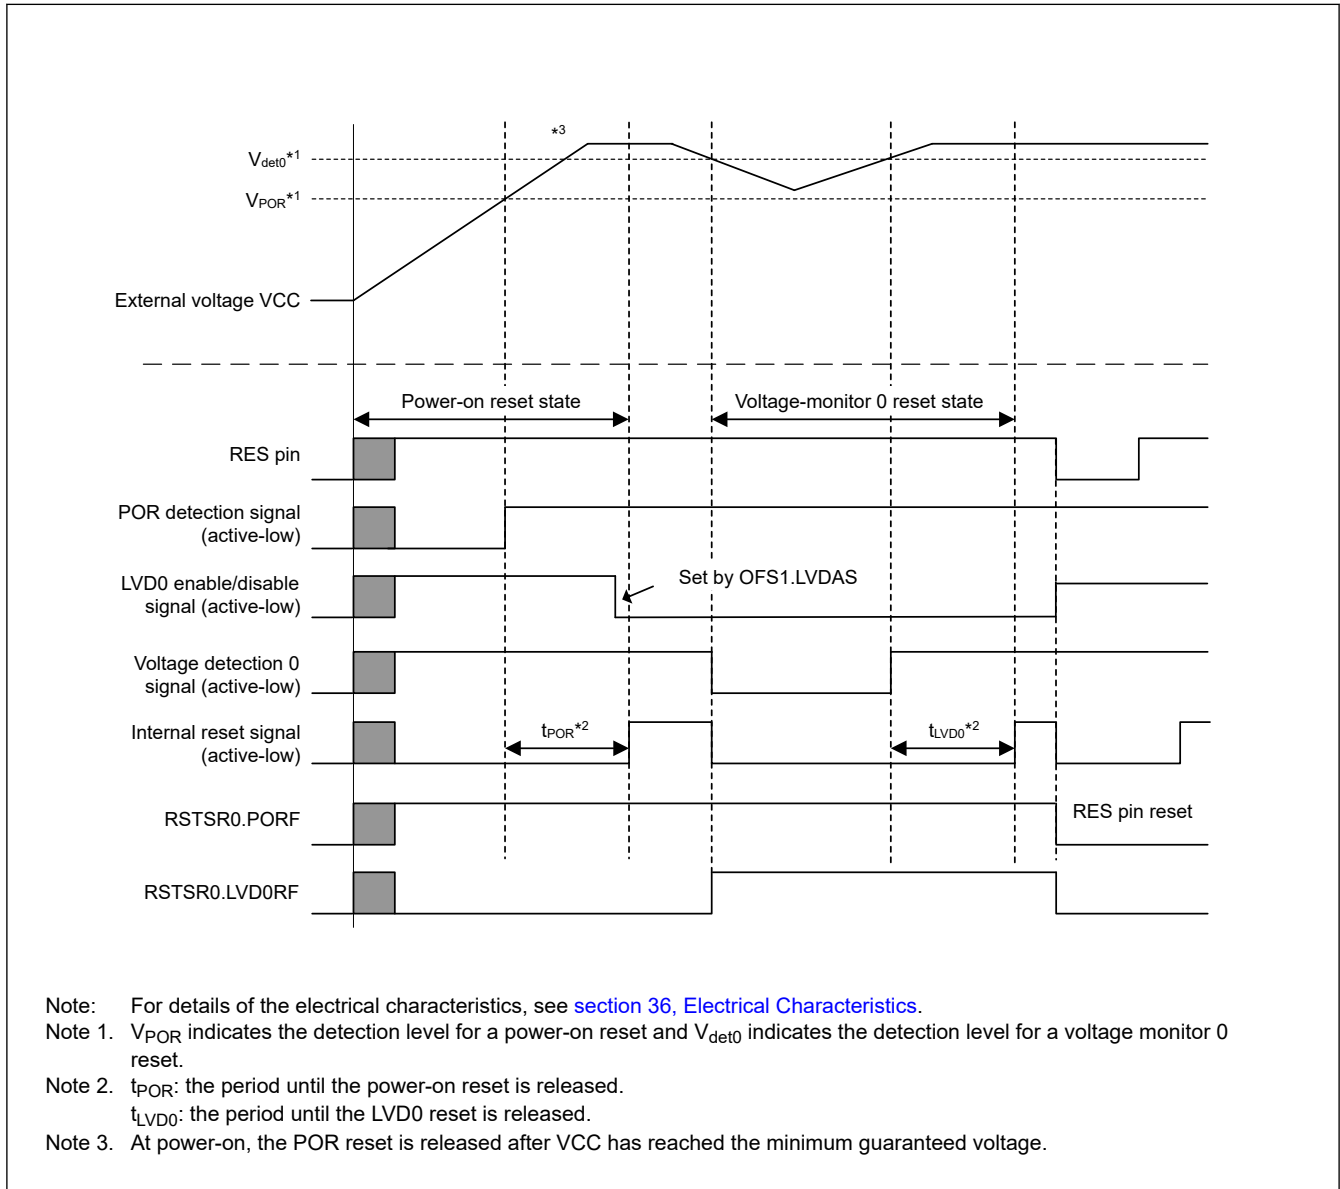 *3
Vdet0*1
VPOR*1
External voltage VCC
Power-on reset state
Voltage-monitor 0 reset state
RES pin
POR detection signal
(active-low)
LVD0 enable/disable
signal (active-low)
Set by OFS1.LVDAS
Voltage detection 0
signal (active-low)
Internal reset signal
(active-low)
tPOR*2
tLVD0*2
RSTSR0.PORF
RES pin reset
RSTSR0.LVD0RF
Note: For details of the electrical characteristics, see section 36, Electrical Characteristics.
Note 1. VPOR indicates the detection level for a power-on reset and Vdet0 indicates the detection level for a voltage monitor 0
reset.
Note 2. tPOR: the period until the power-on reset is released.
tLVD0: the period until the LVD0 reset is released.
Note 3. At power-on, the POR reset is released after VCC has reached the minimum guaranteed voltage.